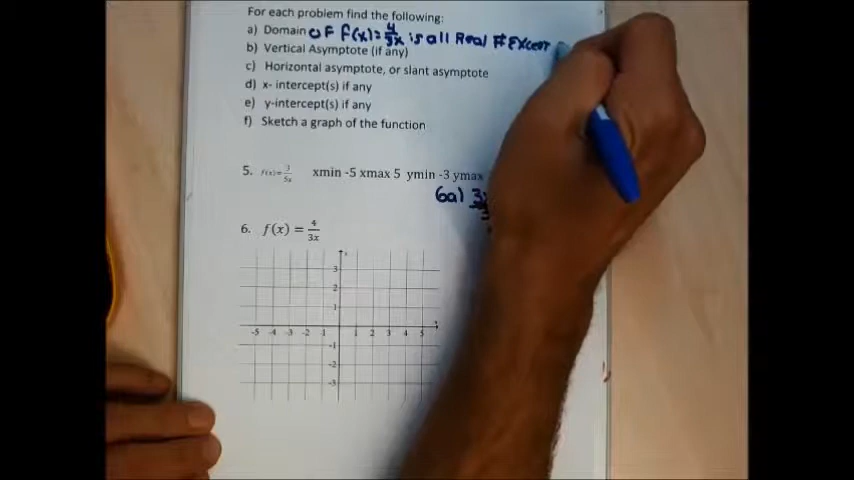 For each problem find the following:
a) Domain of f(x)=4/3x is all Real #'s Except
b) Vertical Asymptote (if any)
c) Horizontal asymptote, or slant asymptote
d) x- intercept(s) if any
e) y-intercept(s) if any
f) Sketch a graph of the function
5. xmin -5 xmax 5 ymin -3 ymax
6a)
6. f(x) = 4/3x
3
2
1
-5 -4 -3 -2 1 1 2 3 4 5
-1
-2
-3